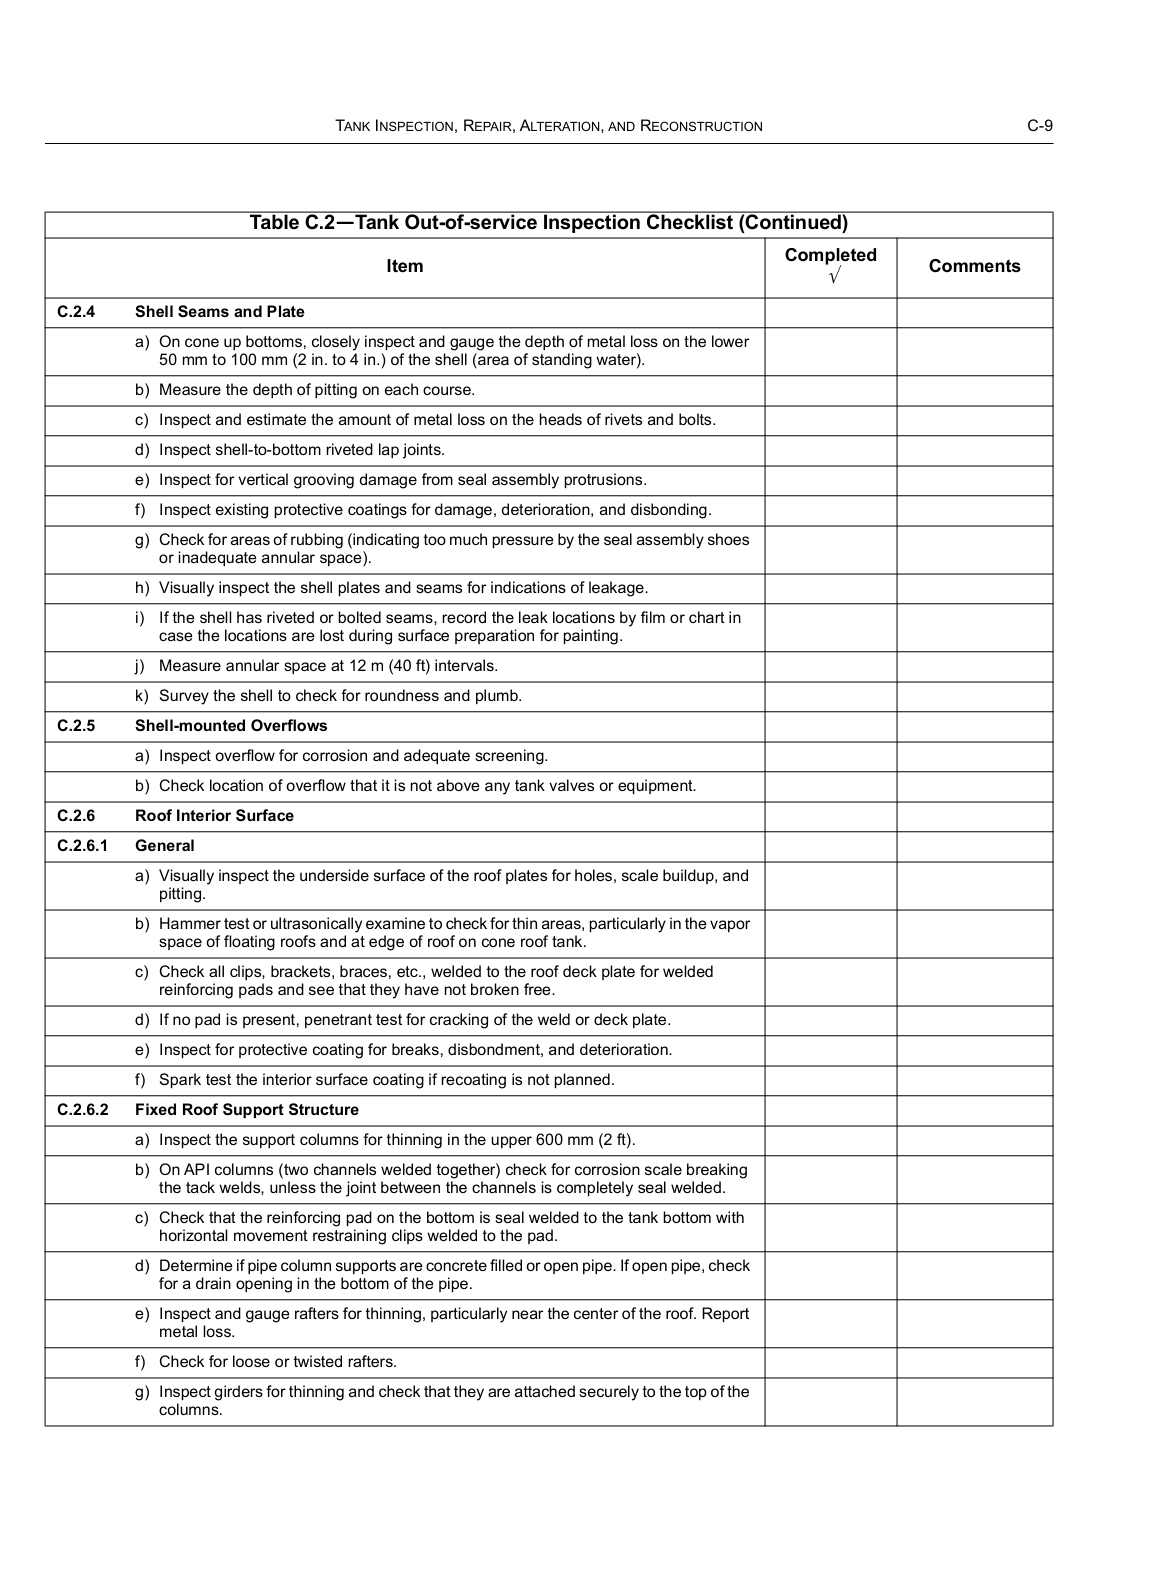 TANK INSPECTION, REPAIR, ALTERATION, AND RECONSTRUCTION C-9
Table C.2—Tank Out-of-service Inspection Checklist (Continued)
Item
Completed
√
Comments
C.2.4 Shell Seams and Plate
a) On cone up bottoms, closely inspect and gauge the depth of metal loss on the lower
50 mm to 100 mm (2 in. to 4 in.) of the shell (area of standing water).
b) Measure the depth of pitting on each course.
c) Inspect and estimate the amount of metal loss on the heads of rivets and bolts.
d) Inspect shell-to-bottom riveted lap joints.
e) Inspect for vertical grooving damage from seal assembly protrusions.
f) Inspect existing protective coatings for damage, deterioration, and disbonding.
g) Check for areas of rubbing (indicating too much pressure by the seal assembly shoes
or inadequate annular space).
h) Visually inspect the shell plates and seams for indications of leakage.
i) If the shell has riveted or bolted seams, record the leak locations by film or chart in
case the locations are lost during surface preparation for painting.
j) Measure annular space at 12 m (40 ft) intervals.
k) Survey the shell to check for roundness and plumb.
C.2.5 Shell-mounted Overflows
a) Inspect overflow for corrosion and adequate screening.
b) Check location of overflow that it is not above any tank valves or equipment.
C.2.6 Roof Interior Surface
C.2.6.1 General
a) Visually inspect the underside surface of the roof plates for holes, scale buildup, and
pitting.
b) Hammer test or ultrasonically examine to check for thin areas, particularly in the vapor
space of floating roofs and at edge of roof on cone roof tank.
c) Check all clips, brackets, braces, etc., welded to the roof deck plate for welded
reinforcing pads and see that they have not broken free.
d) If no pad is present, penetrant test for cracking of the weld or deck plate.
e) Inspect for protective coating for breaks, disbondment, and deterioration.
f) Spark test the interior surface coating if recoating is not planned.
C.2.6.2 Fixed Roof Support Structure
a) Inspect the support columns for thinning in the upper 600 mm (2 ft).
b) On API columns (two channels welded together) check for corrosion scale breaking
the tack welds, unless the joint between the channels is completely seal welded.
c) Check that the reinforcing pad on the bottom is seal welded to the tank bottom with
horizontal movement restraining clips welded to the pad.
d) Determine if pipe column supports are concrete filled or open pipe. If open pipe, check
for a drain opening in the bottom of the pipe.
e) Inspect and gauge rafters for thinning, particularly near the center of the roof. Report
metal loss.
f) Check for loose or twisted rafters.
g) Inspect girders for thinning and check that they are attached securely to the top of the
columns.